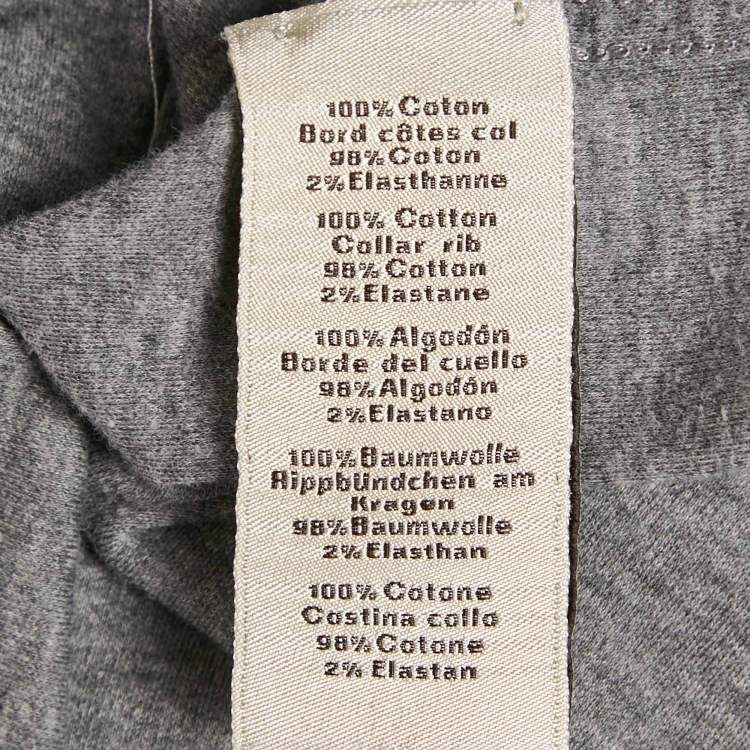 100% Coton
Bord côtes col
98% Coton
2% Elasthanne
100% Cotton
Collar rib
98% Cotton
2% Elastane
100% Algodón
Borde del cuello
98% Algodón
2% Elastano
100% Baumwolle
Rippbündchen am
Kragen
98% Baumwolle
2% Elasthan
100% Cotone
Costina collo
98% Cotone
2% Elastan